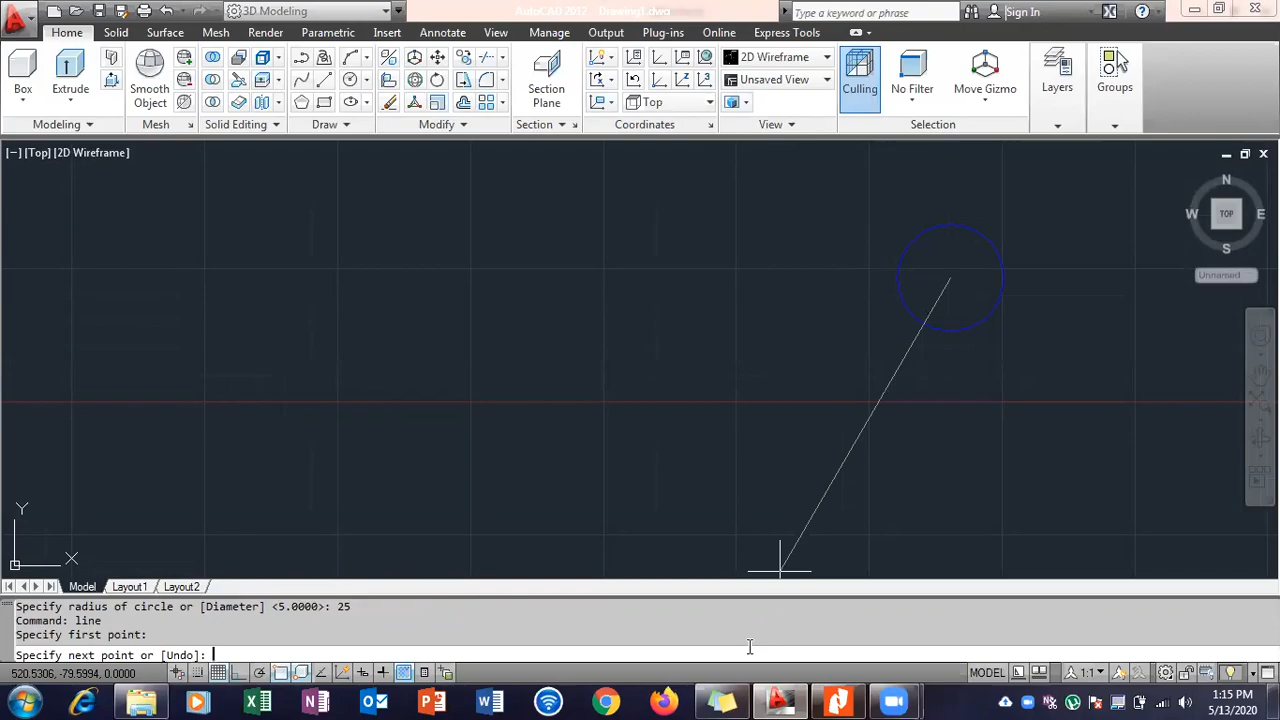 3D Modeling
AutoCAD 2012 Drawing1.dwg
Type a keyword or phrase
Sign In
Home Solid Surface Mesh Render Parametric Insert Annotate View Manage Output Plug-ins Online Express Tools
2D Wireframe
Unsaved View
Top
Box Extrude Smooth Object Section Plane Culling No Filter Move Gizmo Layers Groups
Modeling Mesh Solid Editing Draw Modify Section Coordinates View Selection
[−] [Top] [2D Wireframe]
N
W TOP E
S
Unnamed
Y
X
Model Layout1 Layout2
Specify radius of circle or [Diameter] <5.0000>: 25
Command: line
Specify first point:
Specify next point or [Undo]:
520.5306, -79.5994, 0.0000
MODEL
1:1
1:15 PM
5/13/2020